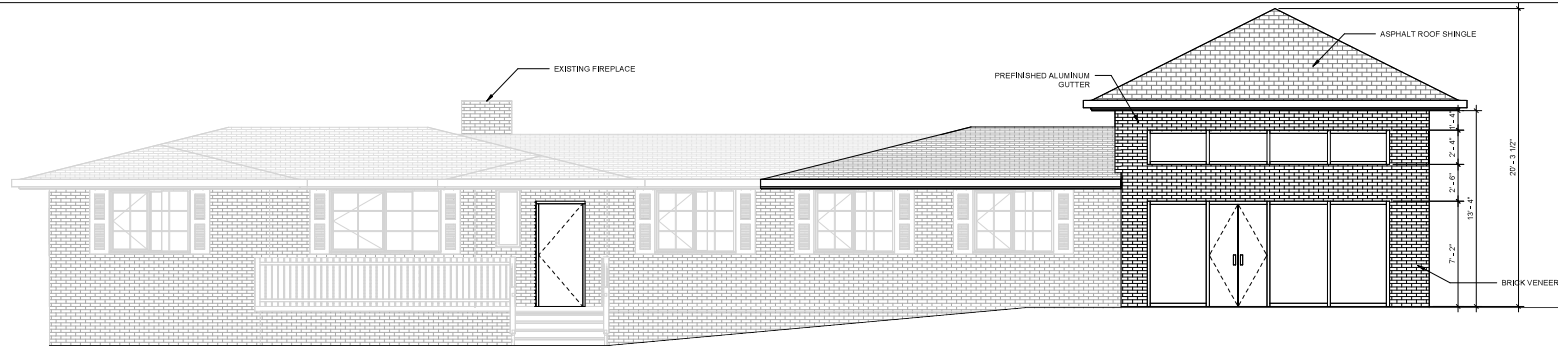 ASPHALT ROOF SHINGLE
EXISTING FIREPLACE
PREFINISHED ALUMINUM
GUTTER
1' - 4"
2' - 4"
2' - 6"
7' - 2"
13' - 4"
20' - 3 1/2"
BRICK VENEER